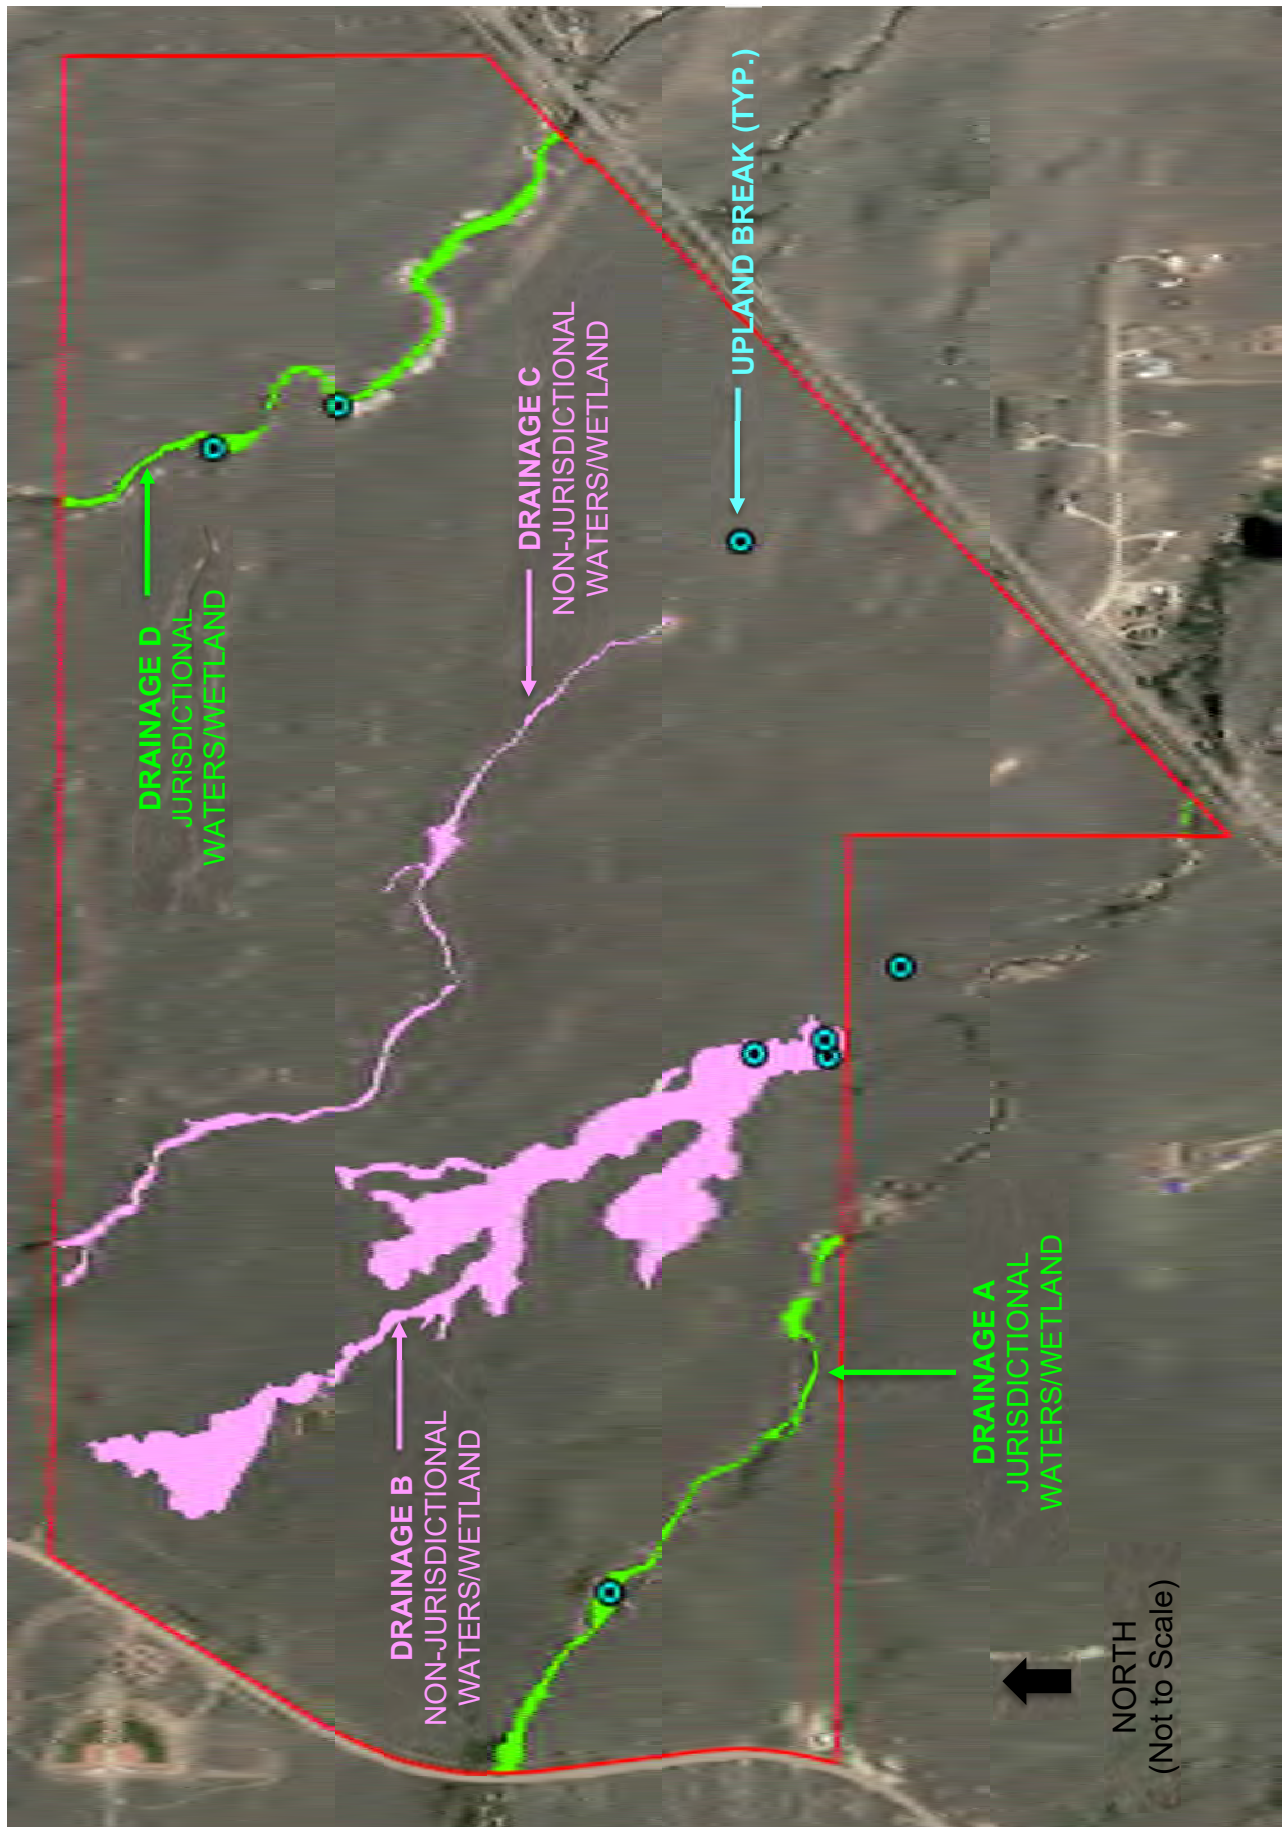 DRAINAGE D
JURISDICTIONAL
WATERS/WETLAND
DRAINAGE B
NON-JURISDICTIONAL
WATERS/WETLAND
DRAINAGE C
NON-JURISDICTIONAL
WATERS/WETLAND
UPLAND BREAK (TYP.)
DRAINAGE A
JURISDICTIONAL
WATERS/WETLAND
NORTH
(Not to Scale)